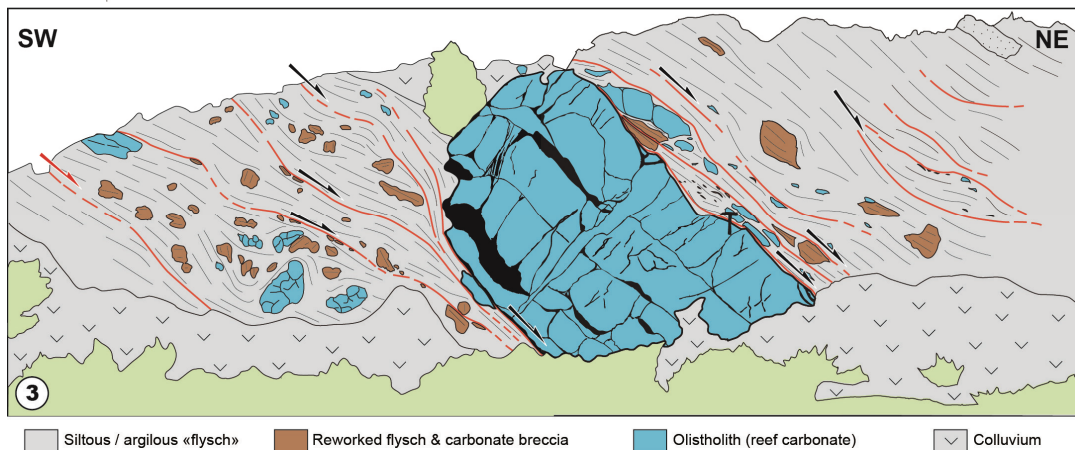 SW
NE
T
3
Siltous / argilous «flysch»
Reworked flysch & carbonate breccia
Olistholith (reef carbonate)
Colluvium